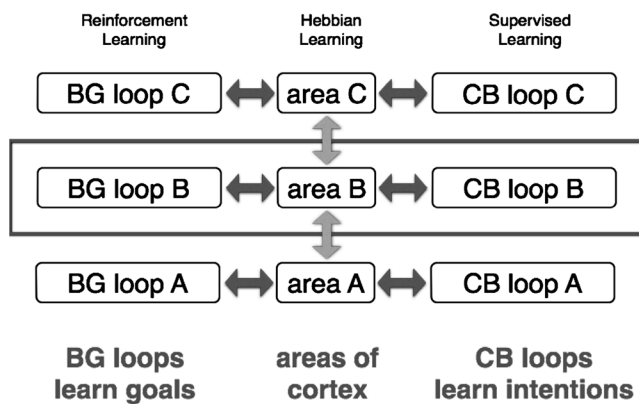 Reinforcement Learning
Hebbian Learning
Supervised Learning
BG loop C
area C
CB loop C
BG loop B
area B
CB loop B
BG loop A
area A
CB loop A
BG loops
learn goals
areas of
cortex
CB loops
learn intentions